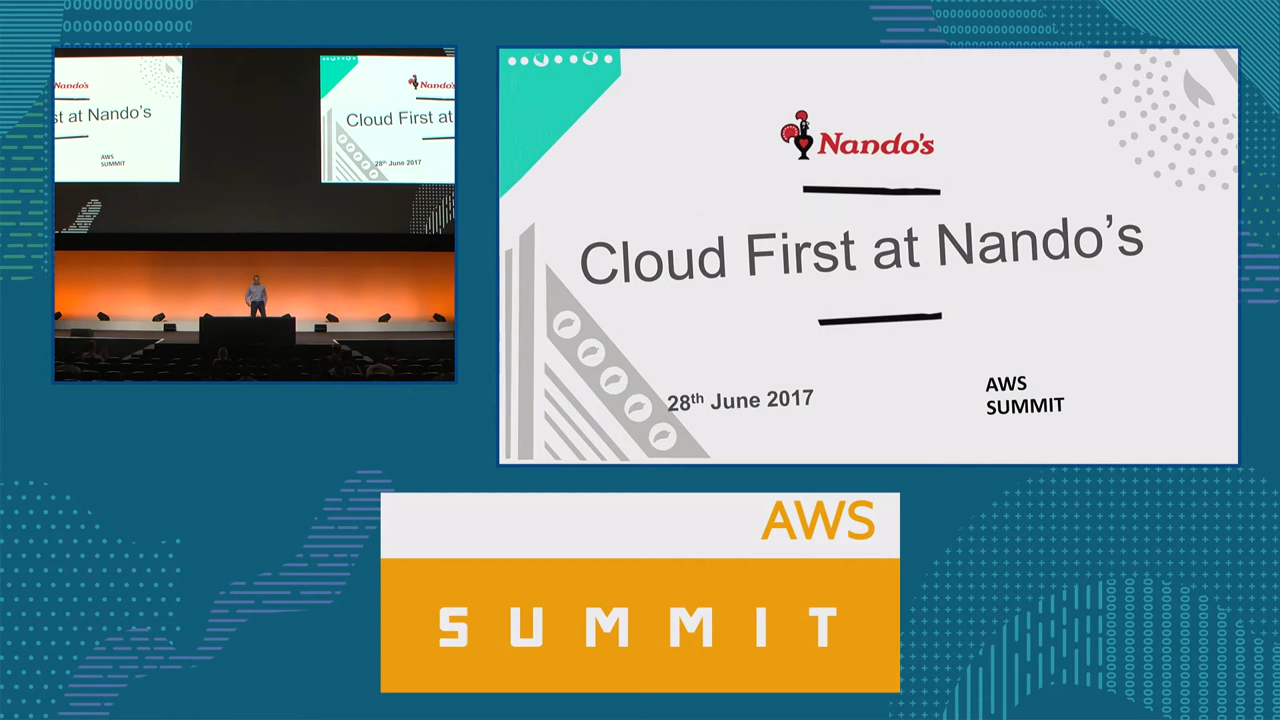 Nando's
st at Nando's
AWS
SUMMIT
Nando's
Cloud First at
28th June 2017
Nando's
Cloud First at Nando's
28th June 2017
AWS
SUMMIT
AWS
SUMMIT